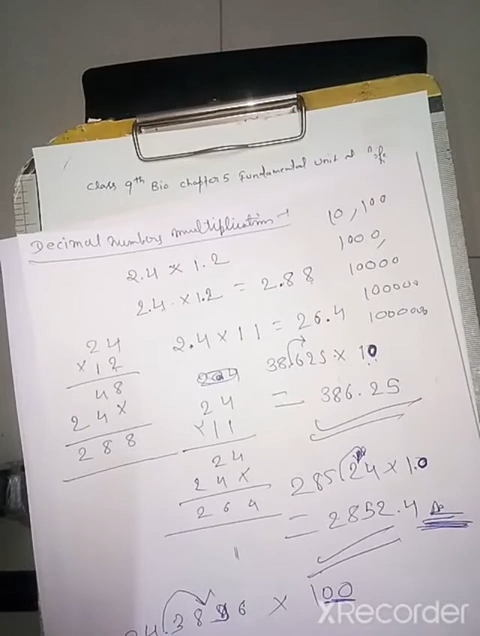 Class 9th Bio chapter 5 Fundamental Unit of life
Decimal numbers multiplication
10, 100
1000,
10000
100000
1000000
2.4 × 1.2
2.4 × 1.2 = 2.88
2.4 × 11 = 26.4
24
×12
48
24×
288
24
×11
24
24×
264
38.625 × 10
= 386.25
285.24 × 10
= 2852.4
× 100
XRecorder